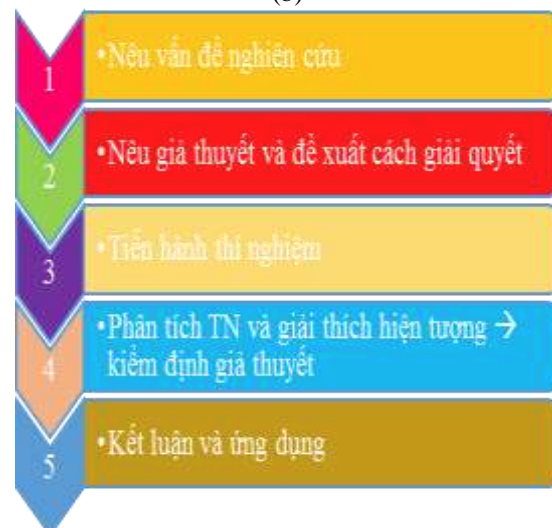 1
•Nêu vấn đề nghiên cứu
2
•Nêu giả thuyết và đề xuất cách giải quyết
3
•Tiến hành thí nghiệm
4
•Phân tích TN và giải thích hiện tượng →
kiểm định giả thuyết
5
•Kết luận và ứng dụng